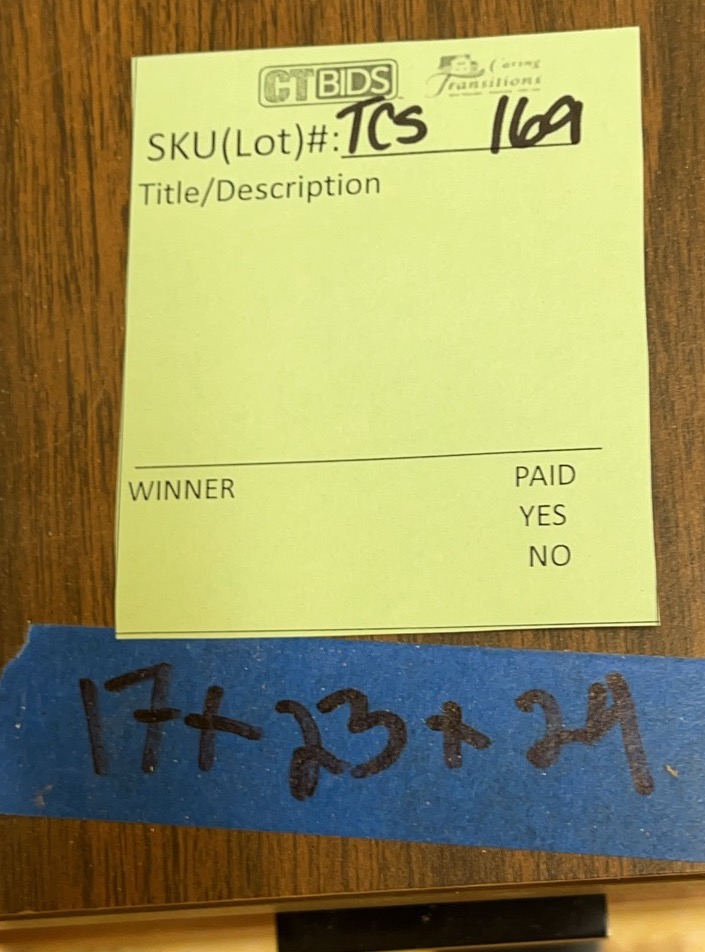 CTBIDS
Caring
Transitions
SKU(Lot)#: TCS 169
Title/Description
WINNER
PAID
YES
NO
17 x 23 x 29